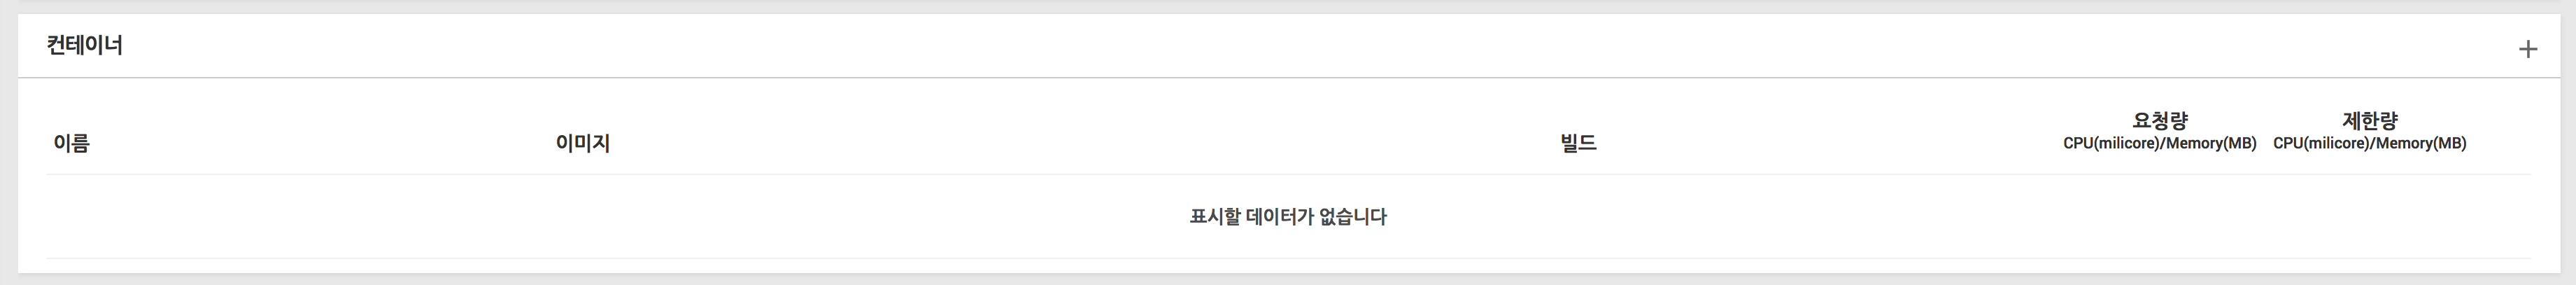 컨테이너
이름 이미지 빌드 요청량 제한량
CPU(milicore)/Memory(MB) CPU(milicore)/Memory(MB)
표시할 데이터가 없습니다